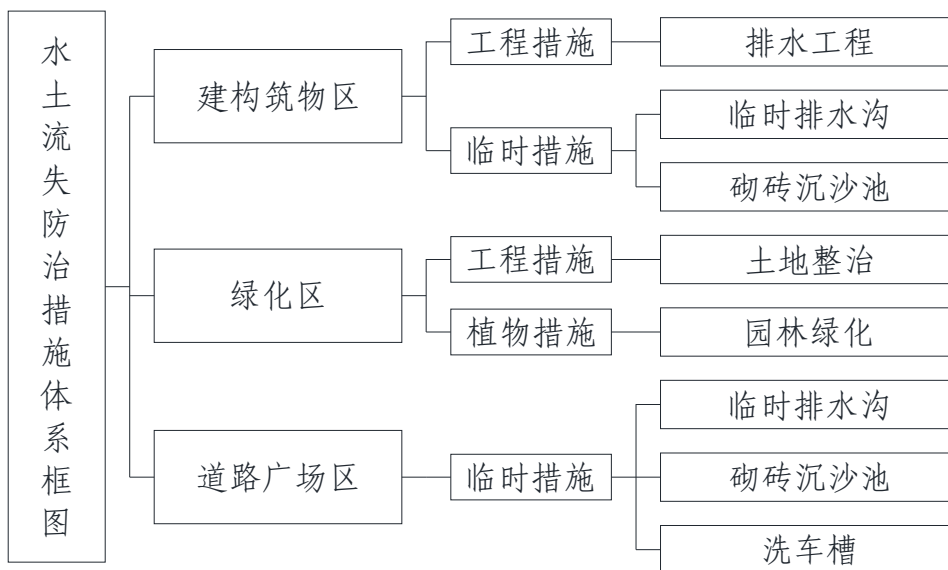 水土流失防治措施体系框图
建构筑物区
工程措施
排水工程
临时措施
临时排水沟
砌砖沉沙池
绿化区
工程措施
土地整治
植物措施
园林绿化
道路广场区
临时措施
临时排水沟
砌砖沉沙池
洗车槽